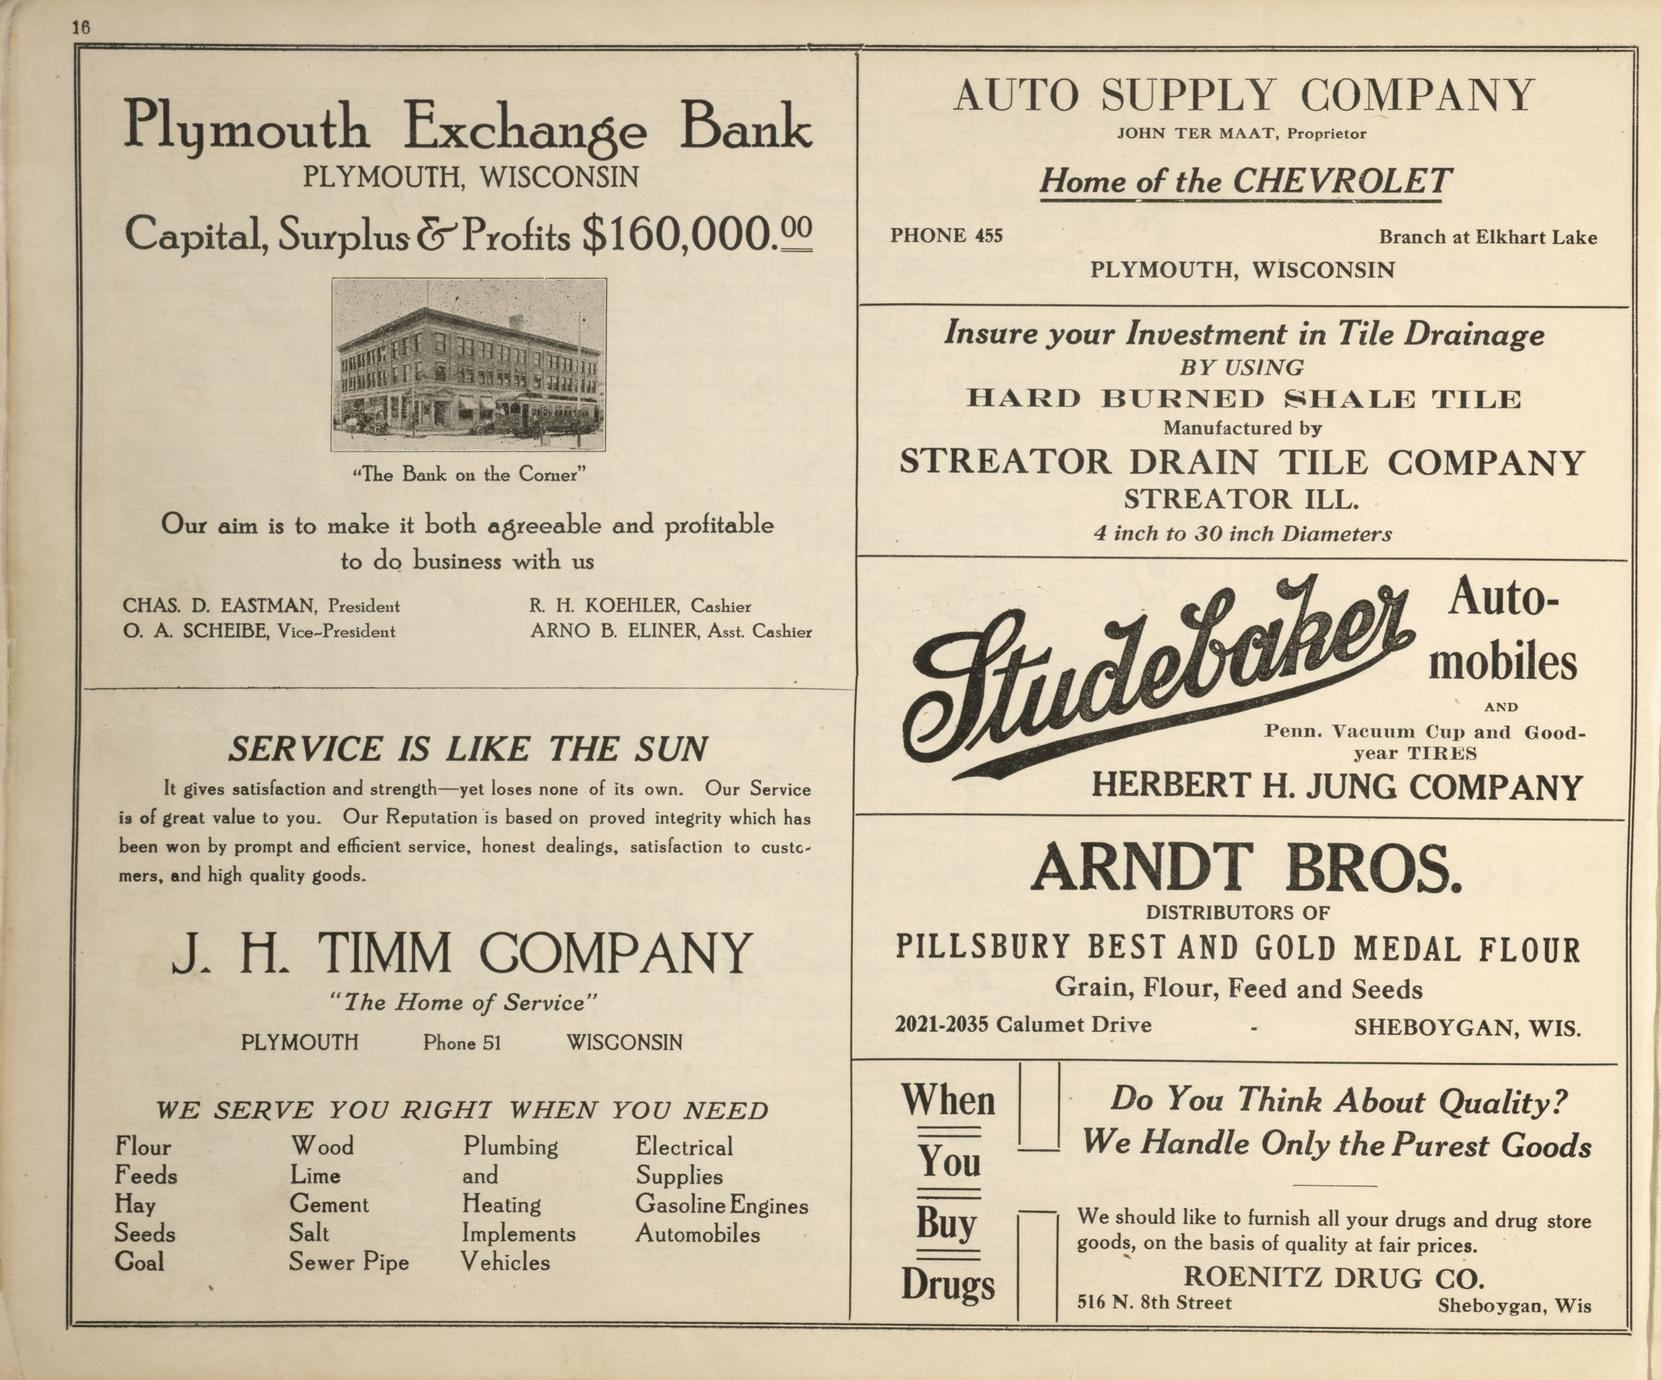 16
Plymouth Exchange Bank
PLYMOUTH, WISCONSIN
Capital, Surplus & Profits $160,000.00
"The Bank on the Corner"
Our aim is to make it both agreeable and profitable
to do business with us
CHAS. D. EASTMAN, President
O. A. SCHEIBE, Vice-President
R. H. KOEHLER, Cashier
ARNO B. ELINER, Asst. Cashier
SERVICE IS LIKE THE SUN
It gives satisfaction and strength—yet loses none of its own. Our Service
is of great value to you. Our Reputation is based on proved integrity which has
been won by prompt and efficient service, honest dealings, satisfaction to custo-
mers, and high quality goods.
J. H. TIMM COMPANY
"The Home of Service"
PLYMOUTH Phone 51 WISCONSIN
WE SERVE YOU RIGHT WHEN YOU NEED
Flour Wood Plumbing Electrical
Feeds Lime and Supplies
Hay Cement Heating Gasoline Engines
Seeds Salt Implements Automobiles
Coal Sewer Pipe Vehicles
AUTO SUPPLY COMPANY
JOHN TER MAAT, Proprietor
Home of the CHEVROLET
PHONE 455 Branch at Elkhart Lake
PLYMOUTH, WISCONSIN
Insure your Investment in Tile Drainage
BY USING
HARD BURNED SHALE TILE
Manufactured by
STREATOR DRAIN TILE COMPANY
STREATOR ILL.
4 inch to 30 inch Diameters
Studebaker
Auto-
mobiles
AND
Penn. Vacuum Cup and Good-
year TIRES
HERBERT H. JUNG COMPANY
ARNDT BROS.
DISTRIBUTORS OF
PILLSBURY BEST AND GOLD MEDAL FLOUR
Grain, Flour, Feed and Seeds
2021-2035 Calumet Drive - SHEBOYGAN, WIS.
When
You
Buy
Drugs
Do You Think About Quality?
We Handle Only the Purest Goods
We should like to furnish all your drugs and drug store
goods, on the basis of quality at fair prices.
ROENITZ DRUG CO.
516 N. 8th Street Sheboygan, Wis